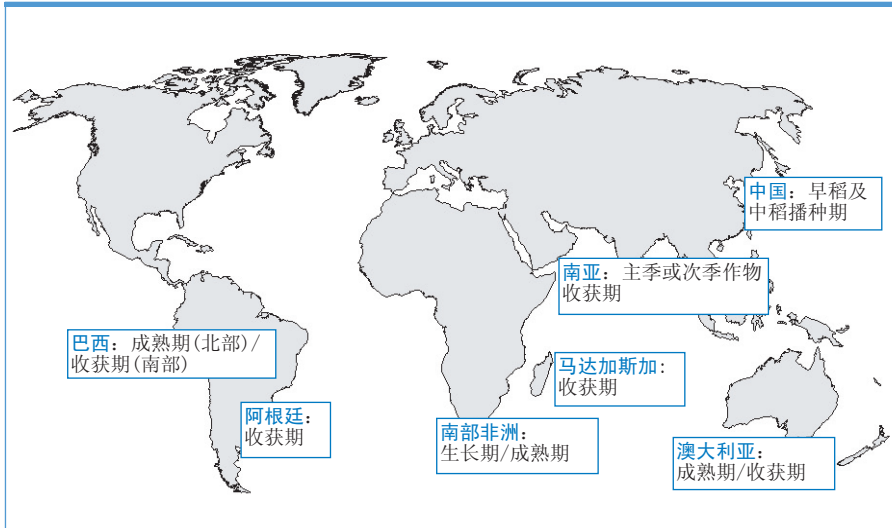 中国：早稻及
中稻播种期
南亚：主季或次季作物
收获期
巴西：成熟期(北部)/
收获期(南部)
马达加斯加：
收获期
阿根廷：
收获期
南部非洲：
生长期/成熟期
澳大利亚：
成熟期/收获期